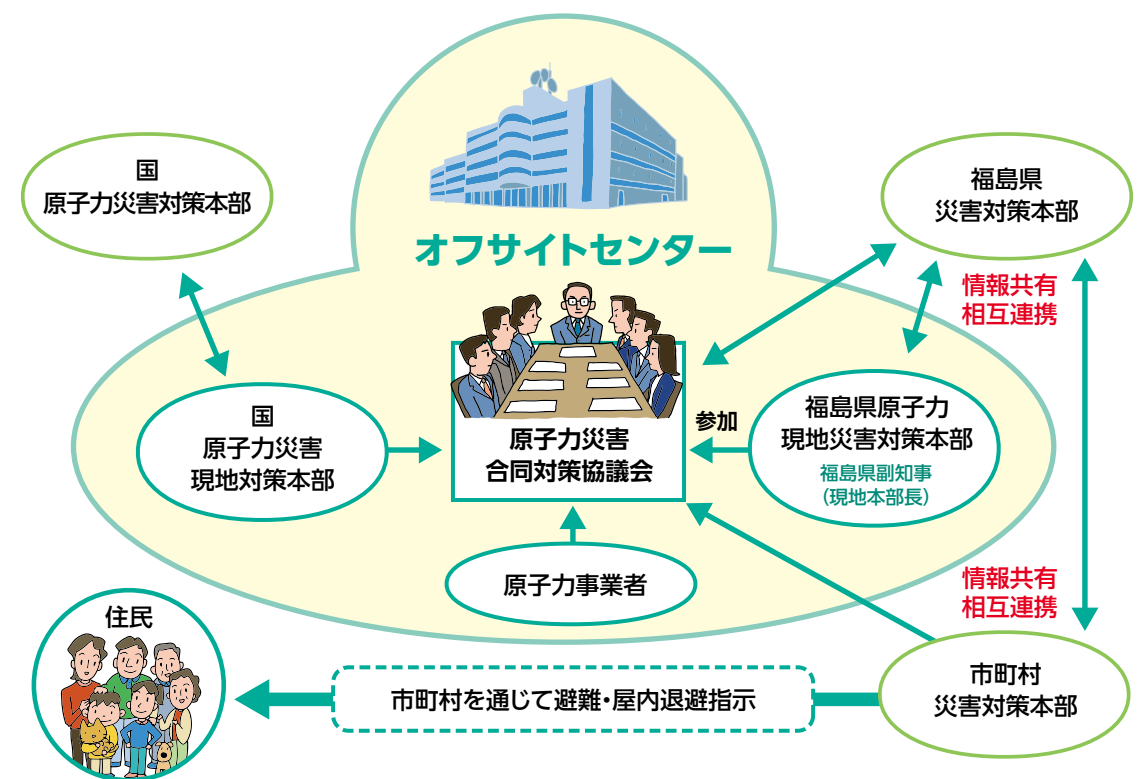 オフサイトセンター
国
原子力災害対策本部
福島県
災害対策本部
情報共有
相互連携
国
原子力災害
現地対策本部
原子力災害
合同対策協議会
参加
福島県原子力
現地災害対策本部
福島県副知事
（現地本部長）
原子力事業者
情報共有
相互連携
住民
市町村を通じて避難・屋内退避指示
市町村
災害対策本部